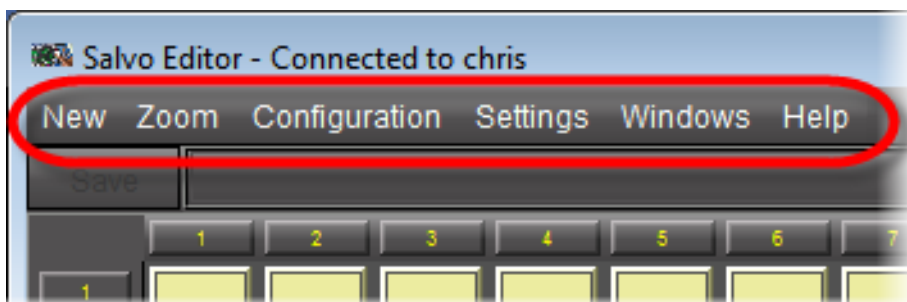 Salvo Editor - Connected to chris
New Zoom Configuration Settings Windows Help
Save
1 2 3 4 5 6 7
1